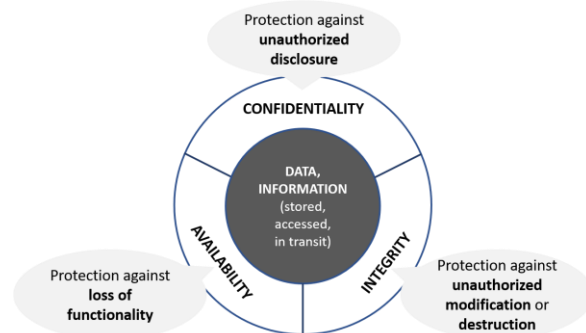 Protection against
unauthorized
disclosure
CONFIDENTIALITY
DATA,
INFORMATION
(stored,
accessed,
in transit)
AVAILABILITY
INTEGRITY
Protection against
loss of
functionality
Protection against
unauthorized
modification or
destruction